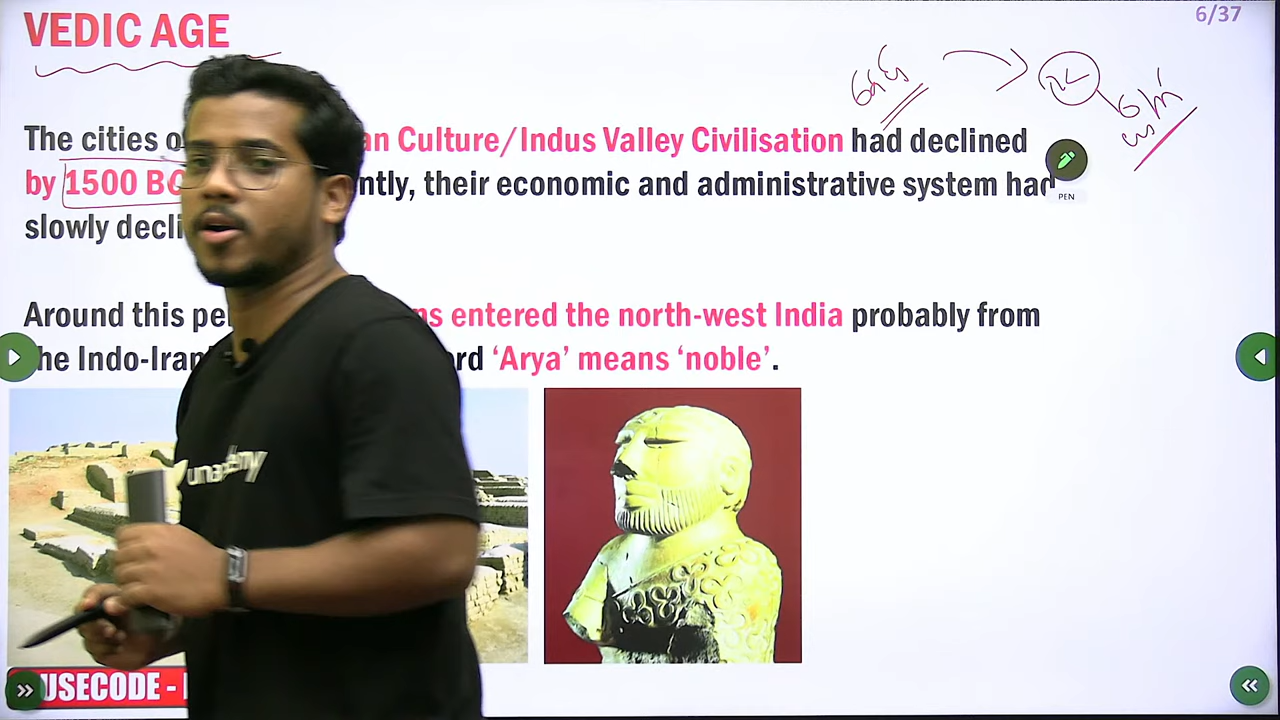 VEDIC AGE
6/37
The cities o an Culture/Indus Valley Civilisation had declined
by 1500 BC ntly, their economic and administrative system had
slowly decli
Around this pe ns entered the north-west India probably from
he Indo-Iran rd 'Arya' means 'noble'.
PEN
unacademy
USECODE -